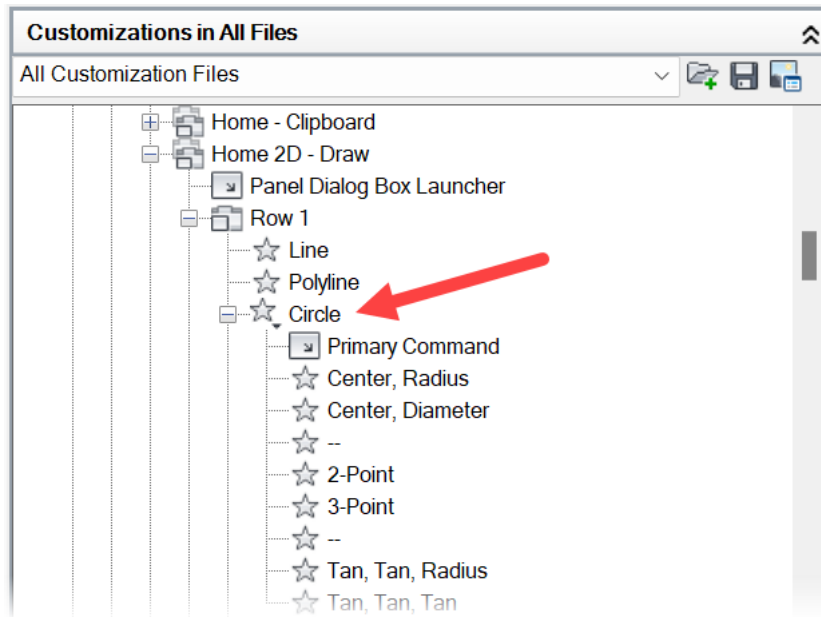 Customizations in All Files
All Customization Files
Home - Clipboard
Home 2D - Draw
Panel Dialog Box Launcher
Row 1
Line
Polyline
Circle
Primary Command
Center, Radius
Center, Diameter
--
2-Point
3-Point
--
Tan, Tan, Radius
Tan, Tan, Tan